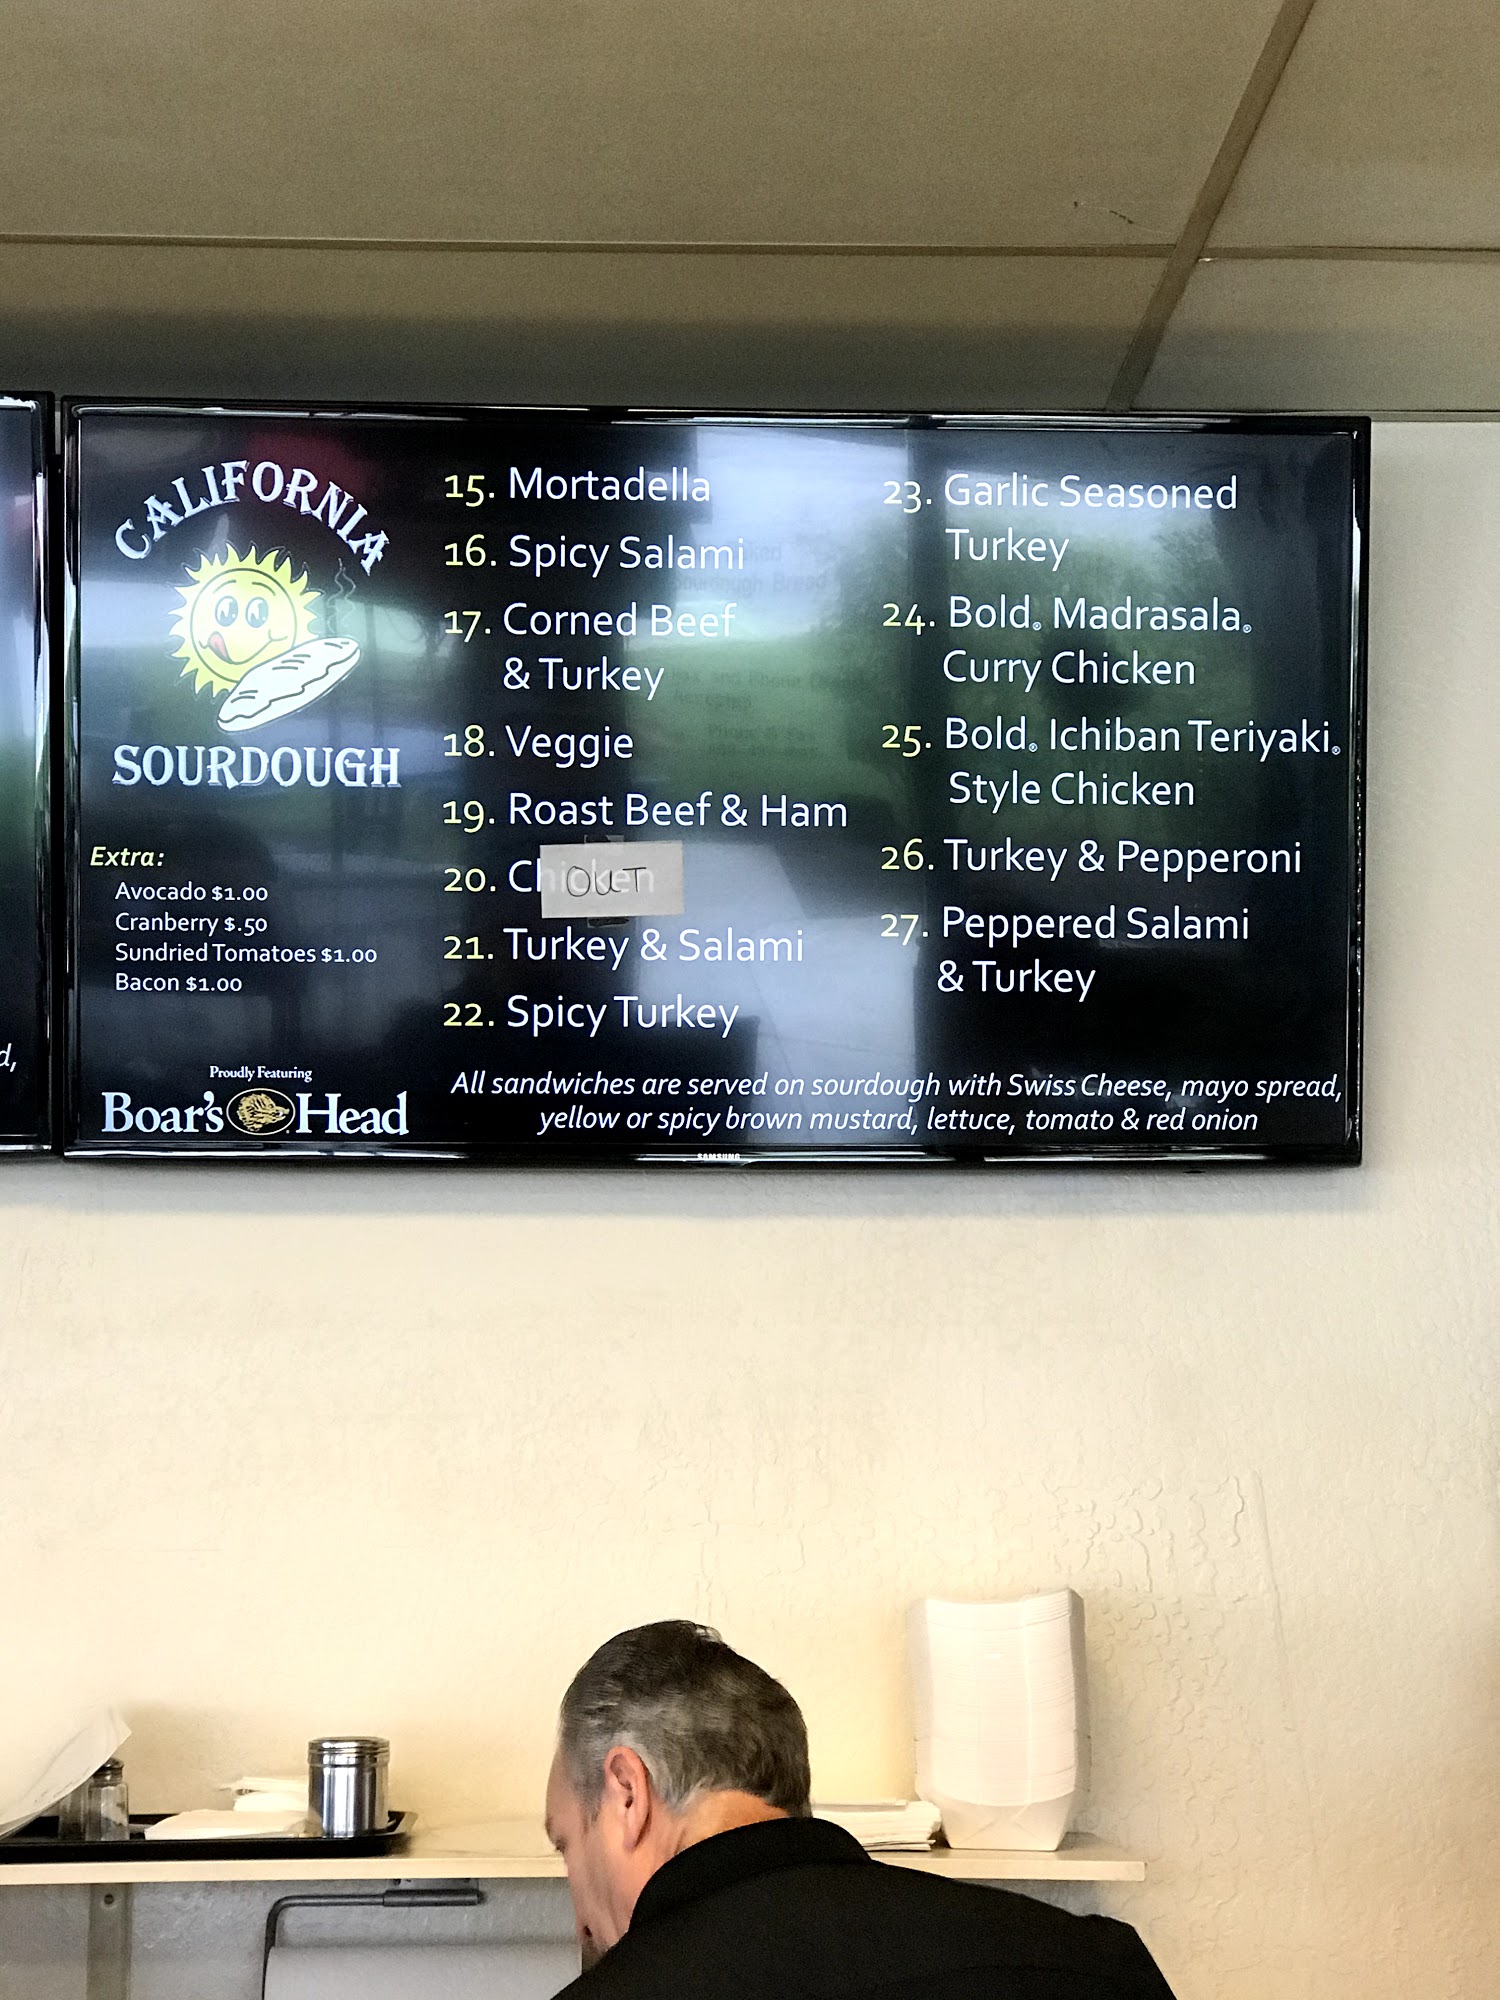 CALIFORNIA
SOURDOUGH
Extra:
Avocado $1.00
Cranberry $.50
Sundried Tomatoes $1.00
Bacon $1.00
Proudly Featuring
Boar's Head
15. Mortadella
16. Spicy Salami
17. Corned Beef
& Turkey
18. Veggie
19. Roast Beef & Ham
20. Chicken
OUT
21. Turkey & Salami
22. Spicy Turkey
23. Garlic Seasoned
Turkey
24. Bold® Madrasala®
Curry Chicken
25. Bold® Ichiban Teriyaki®
Style Chicken
26. Turkey & Pepperoni
27. Peppered Salami
& Turkey
All sandwiches are served on sourdough with Swiss Cheese, mayo spread,
yellow or spicy brown mustard, lettuce, tomato & red onion
SAMSUNG
d,